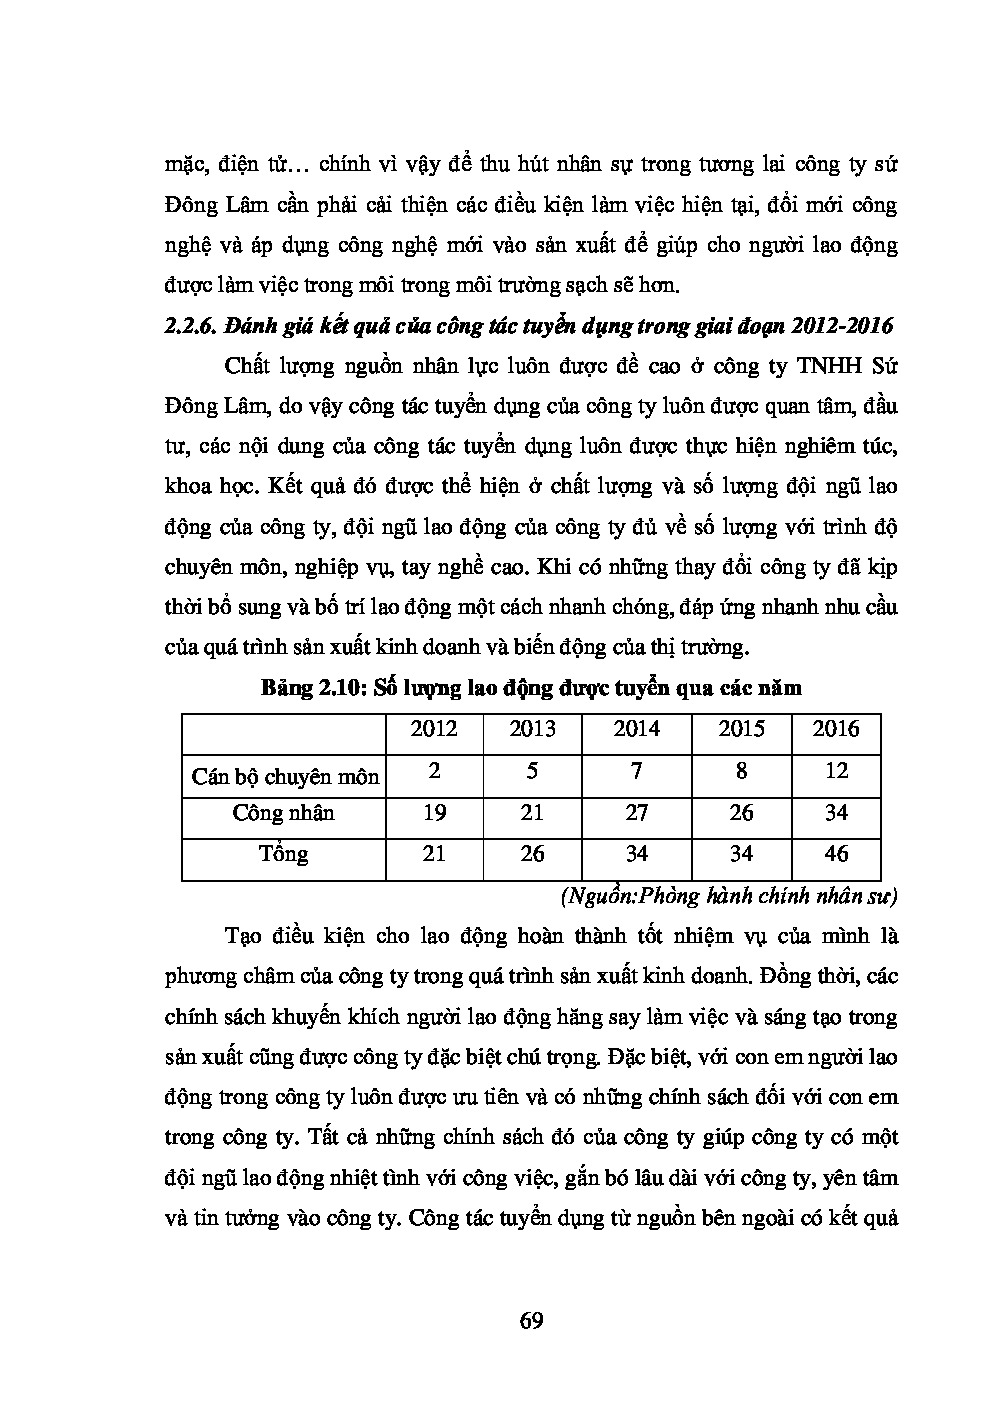 mặc, điện tử… chính vì vậy để thu hút nhân sự trong tương lai công ty sứ
Đông Lâm cần phải cải thiện các điều kiện làm việc hiện tại, đổi mới công
nghệ và áp dụng công nghệ mới vào sản xuất để giúp cho người lao động
được làm việc trong môi trong môi trường sạch sẽ hơn.
2.2.6. Đánh giá kết quả của công tác tuyển dụng trong giai đoạn 2012-2016
Chất lượng nguồn nhân lực luôn được đề cao ở công ty TNHH Sứ
Đông Lâm, do vậy công tác tuyển dụng của công ty luôn được quan tâm, đầu
tư, các nội dung của công tác tuyển dụng luôn được thực hiện nghiêm túc,
khoa học. Kết quả đó được thể hiện ở chất lượng và số lượng đội ngũ lao
động của công ty, đội ngũ lao động của công ty đủ về số lượng với trình độ
chuyên môn, nghiệp vụ, tay nghề cao. Khi có những thay đổi công ty đã kịp
thời bổ sung và bố trí lao động một cách nhanh chóng, đáp ứng nhanh nhu cầu
của quá trình sản xuất kinh doanh và biến động của thị trường.
Bảng 2.10: Số lượng lao động được tuyển qua các năm
2012 2013 2014 2015 2016
Cán bộ chuyên môn 2 5 7 8 12
Công nhân 19 21 27 26 34
Tổng 21 26 34 34 46
(Nguồn:Phòng hành chính nhân sư)
Tạo điều kiện cho lao động hoàn thành tốt nhiệm vụ của mình là
phương châm của công ty trong quá trình sản xuất kinh doanh. Đồng thời, các
chính sách khuyến khích người lao động hăng say làm việc và sáng tạo trong
sản xuất cũng được công ty đặc biệt chú trọng. Đặc biệt, với con em người lao
động trong công ty luôn được ưu tiên và có những chính sách đối với con em
trong công ty. Tất cả những chính sách đó của công ty giúp công ty có một
đội ngũ lao động nhiệt tình với công việc, gắn bó lâu dài với công ty, yên tâm
và tin tưởng vào công ty. Công tác tuyển dụng từ nguồn bên ngoài có kết quả
69